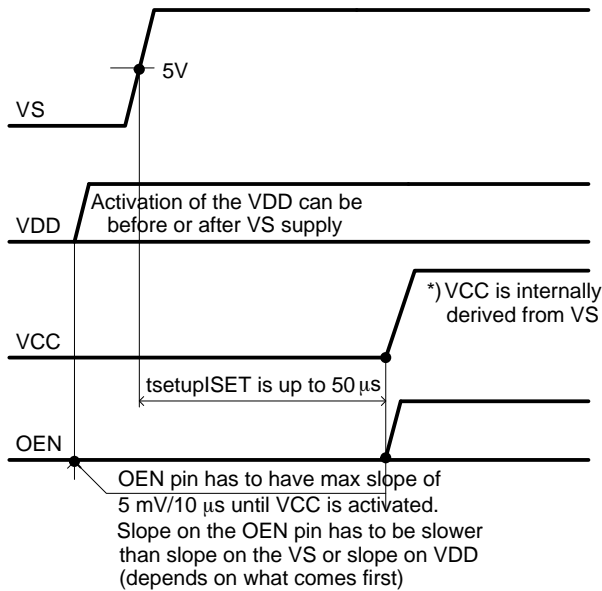 5V
VS
Activation of the VDD can be
VDD
before or after VS supply
*) VCC is internally
derived from VS
VCC
tsetupISET is up to 50 μs
OEN
OEN pin has to have max slope of
5 mV/10 μs until VCC is activated.
Slope on the OEN pin has to be slower
than slope on the VS or slope on VDD
(depends on what comes first)